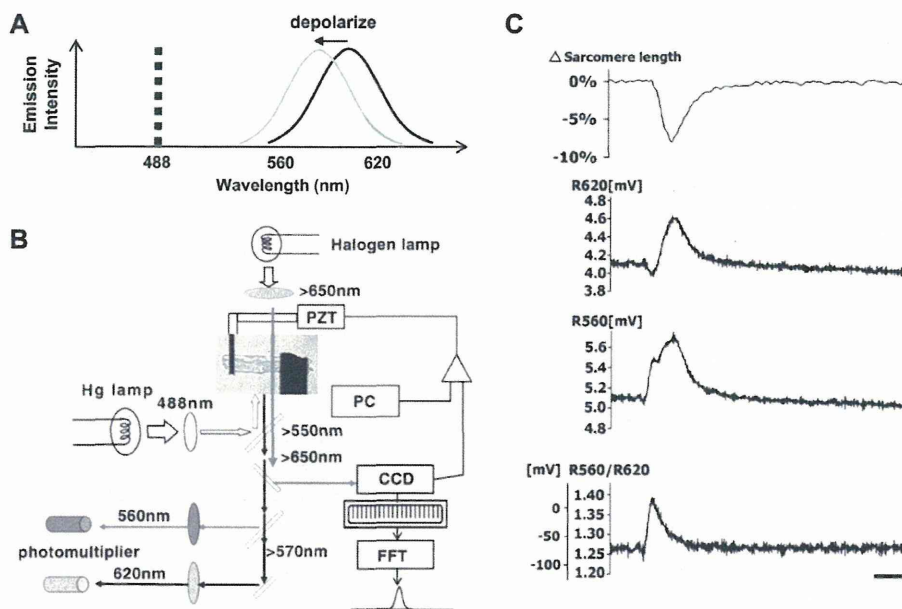 A
depolarize
Emission
Intensity
488
560
620
Wavelength (nm)
B
Halogen lamp
>650nm
PZT
Hg lamp
488nm
PC
>550nm
>650nm
CCD
560nm
photomultiplier
>570nm
FFT
620nm
C
Δ Sarcomere length
0%
-5%
-10%
R620[mV]
4.8
4.6
4.4
4.2
4.0
3.8
R560[mV]
5.6
5.4
5.2
5.0
4.8
[mV] R560/R620
0
-50
-100
1.40
1.35
1.30
1.25
1.20